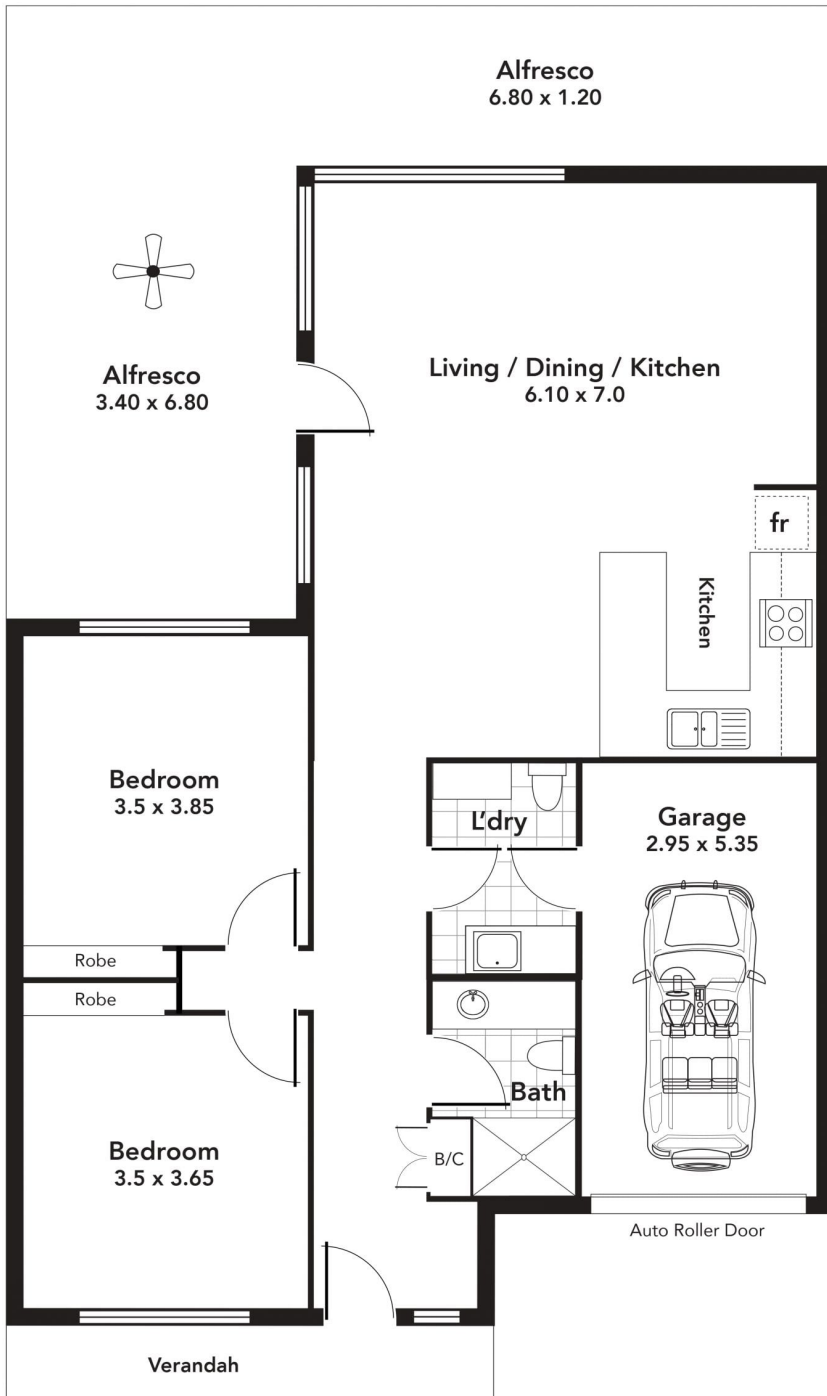 Alfresco
6.80 x 1.20
Alfresco
3.40 x 6.80
Living / Dining / Kitchen
6.10 x 7.0
fr
Kitchen
Bedroom
3.5 x 3.85
L'dry
Garage
2.95 x 5.35
Robe
Robe
Bath
Bedroom
3.5 x 3.65
B/C
Auto Roller Door
Verandah